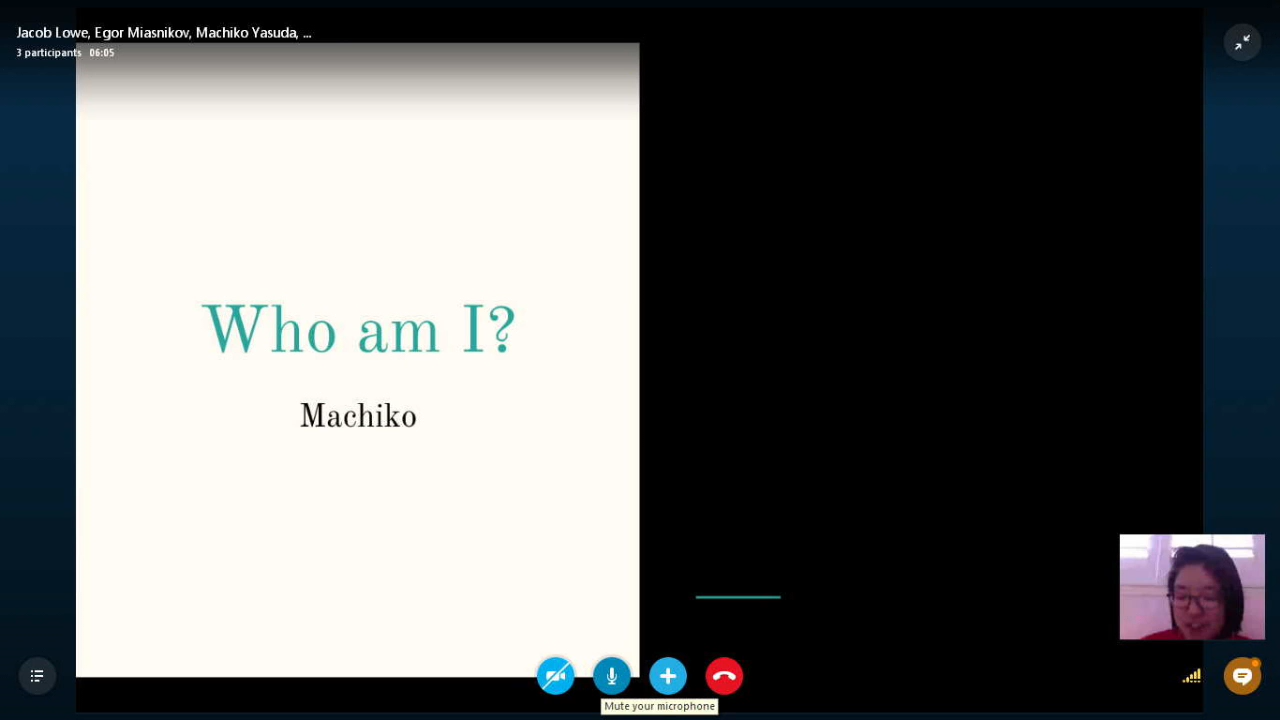 Jacob Lowe, Egor Miasnikov, Machiko Yasuda, ...
3 participants 06:05
Who am I?
Machiko
Mute your microphone